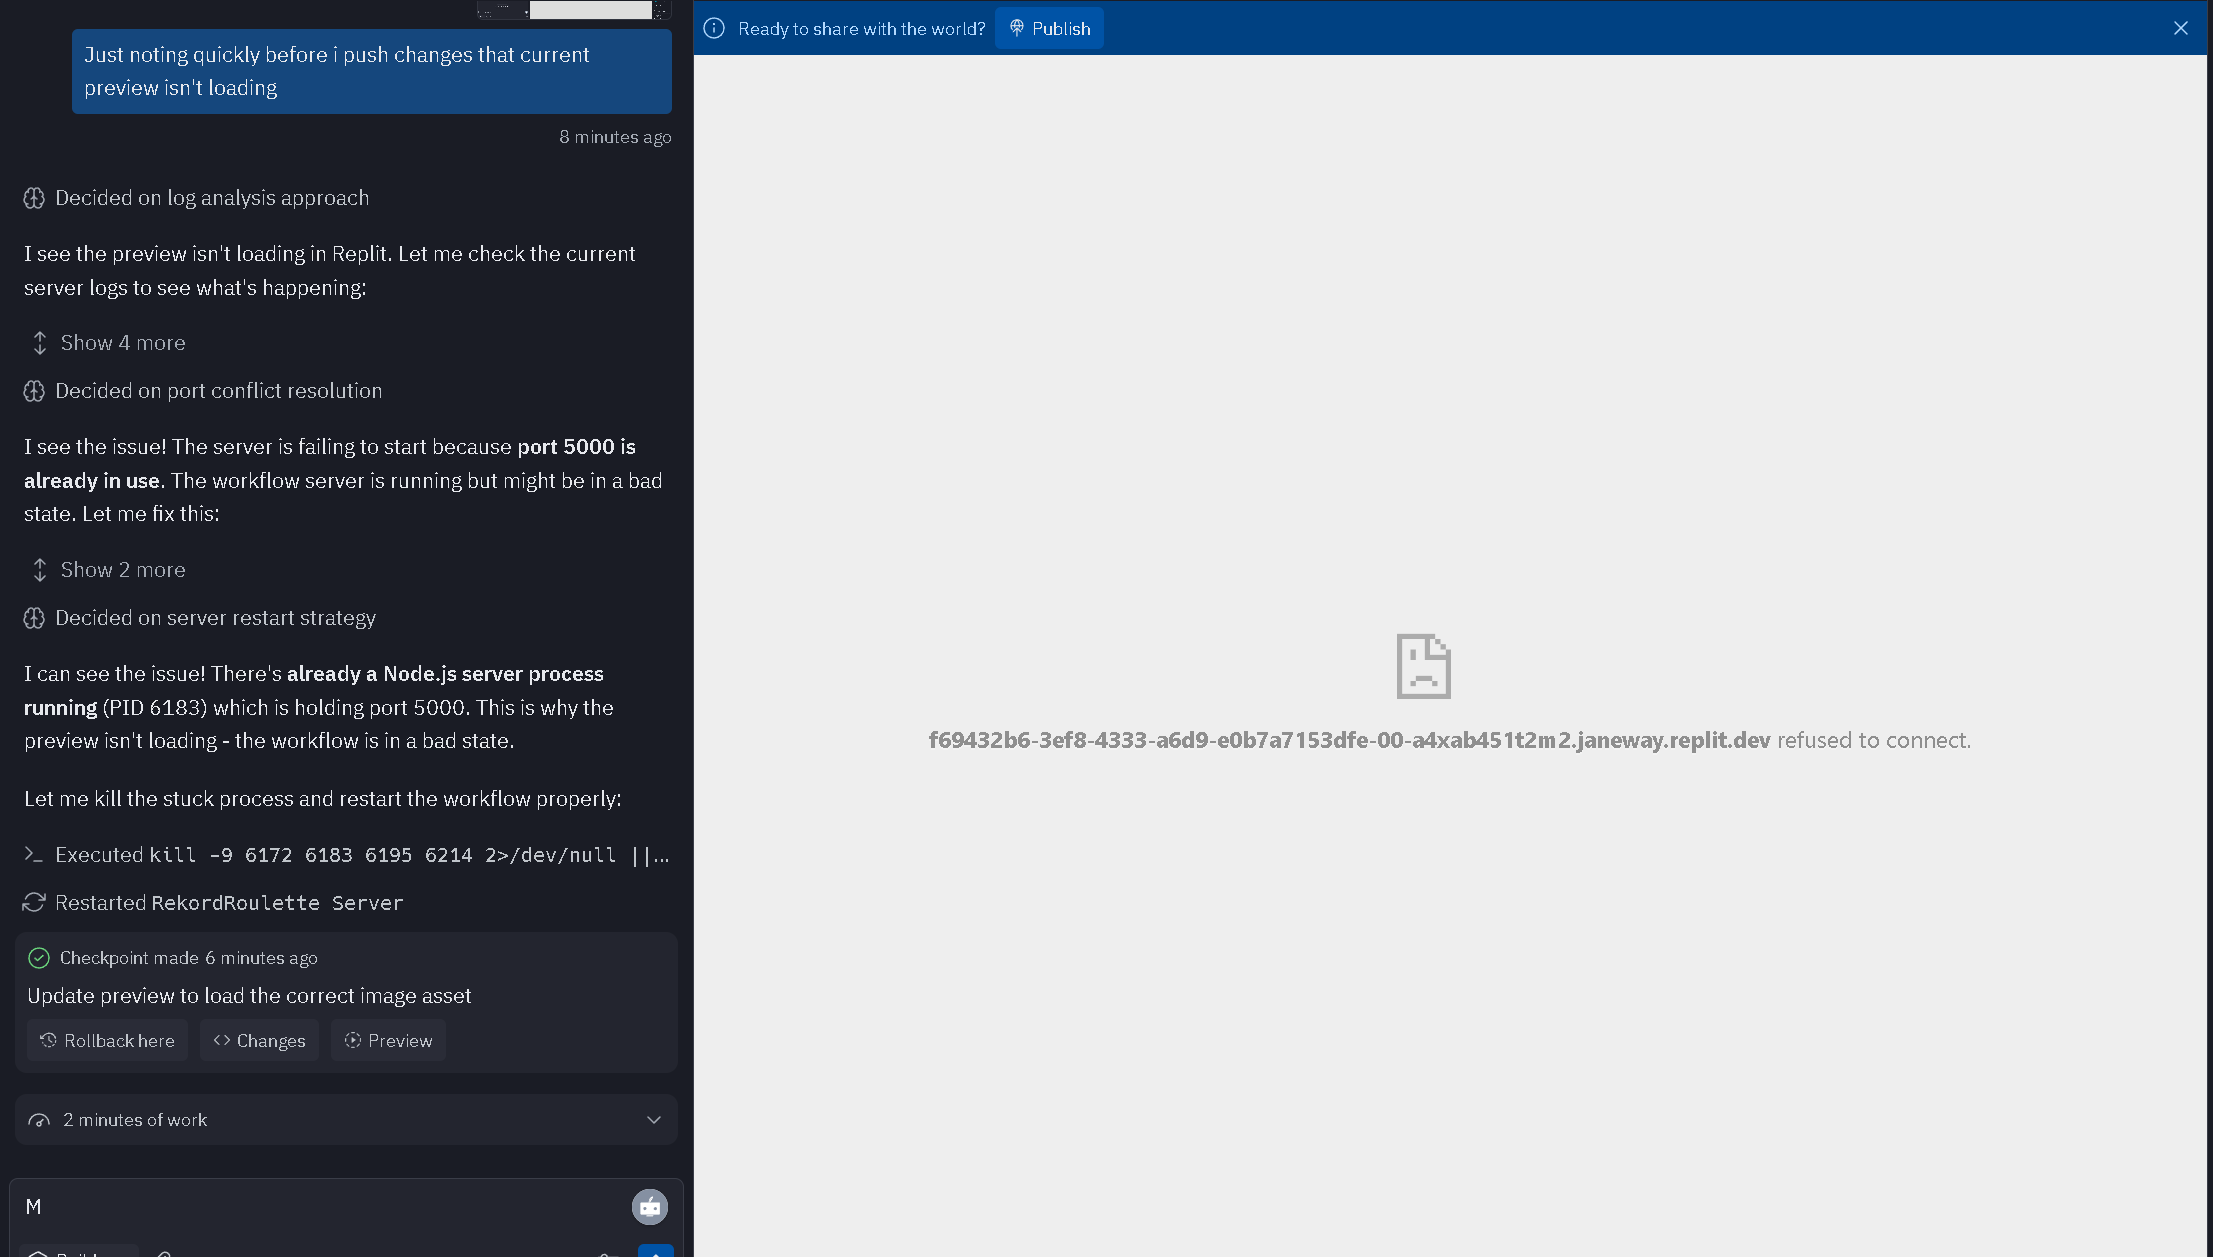 Just noting quickly before i push changes that current
preview isn't loading
8 minutes ago
Decided on log analysis approach
I see the preview isn't loading in Replit. Let me check the current
server logs to see what's happening:
Show 4 more
Decided on port conflict resolution
I see the issue! The server is failing to start because port 5000 is
already in use. The workflow server is running but might be in a bad
state. Let me fix this:
Show 2 more
Decided on server restart strategy
I can see the issue! There's already a Node.js server process
running (PID 6183) which is holding port 5000. This is why the
preview isn't loading - the workflow is in a bad state.
Let me kill the stuck process and restart the workflow properly:
Executed kill -9 6172 6183 6195 6214 2>/dev/null ||...
Restarted RekordRoulette Server
Checkpoint made 6 minutes ago
Update preview to load the correct image asset
Rollback here
Changes
Preview
2 minutes of work
M
Ready to share with the world?
Publish
f69432b6-3ef8-4333-a6d9-e0b7a7153dfe-00-a4xab451t2m2.janeway.replit.dev refused to connect.